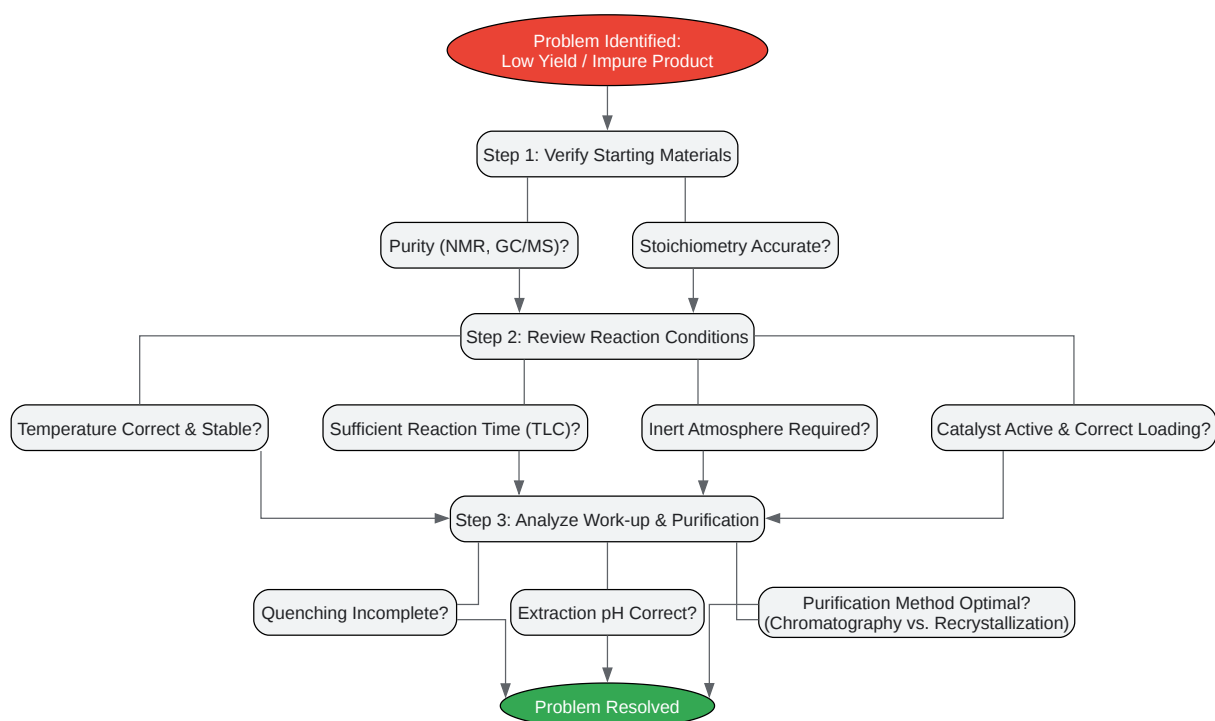 Problem Identified:
Low Yield / Impure Product
Step 1: Verify Starting Materials
Purity (NMR, GC/MS)?
Stoichiometry Accurate?
Step 2: Review Reaction Conditions
Temperature Correct & Stable?
Sufficient Reaction Time (TLC)?
Inert Atmosphere Required?
Catalyst Active & Correct Loading?
Step 3: Analyze Work-up & Purification
Quenching Incomplete?
Extraction pH Correct?
Purification Method Optimal?
(Chromatography vs. Recrystallization)
Problem Resolved